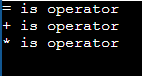 = is operator
+ is operator
* is operator